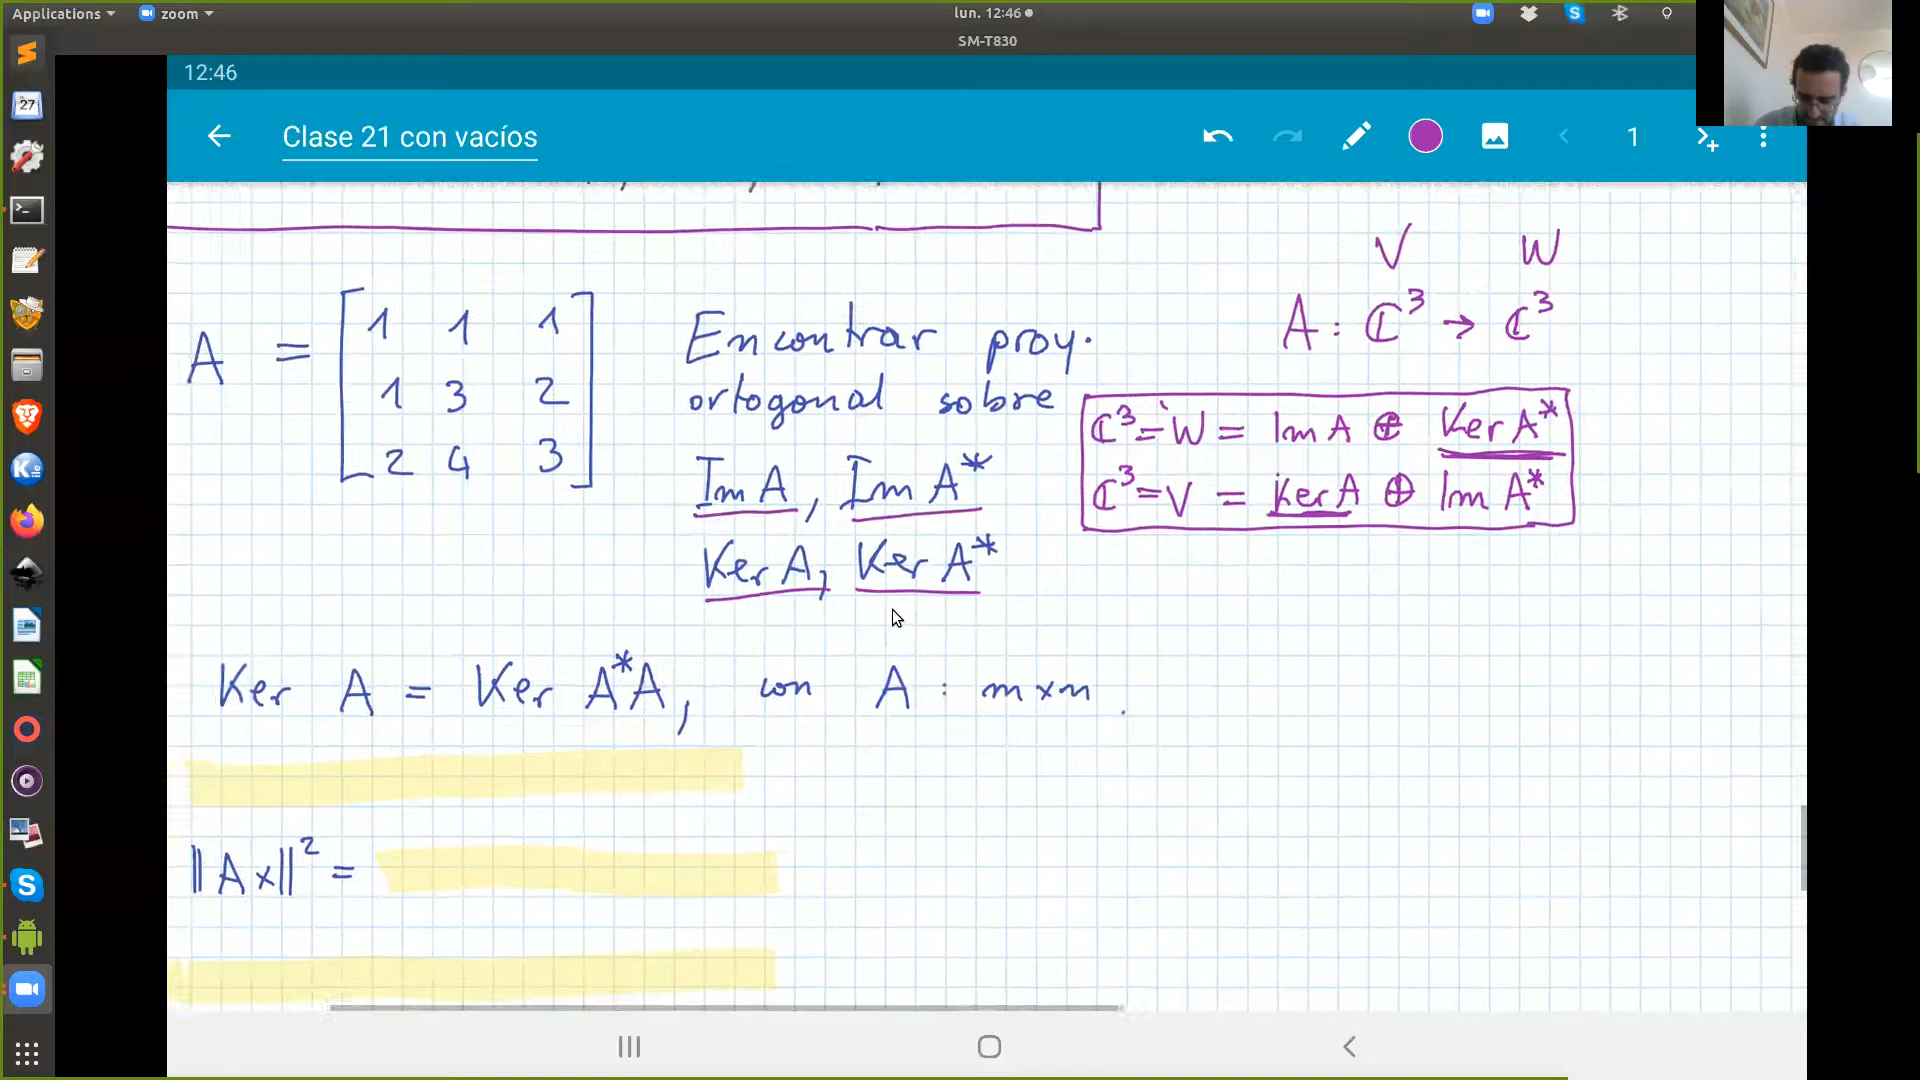 Applications
zoom
lun. 12:46
SM-T830
12:46
Clase 21 con vacíos
1
V W
A : ℂ³ → ℂ³
A = [ 1 1 1
1 3 2
2 4 3 ]
Encontrar proy.
ortogonal sobre
Im A, Im A*
Ker A, Ker A*
ℂ³ = W = Im A ⊕ Ker A*
ℂ³ = V = Ker A ⊕ Im A*
Ker A = Ker A*A, con A : m×n.
||Ax||² =